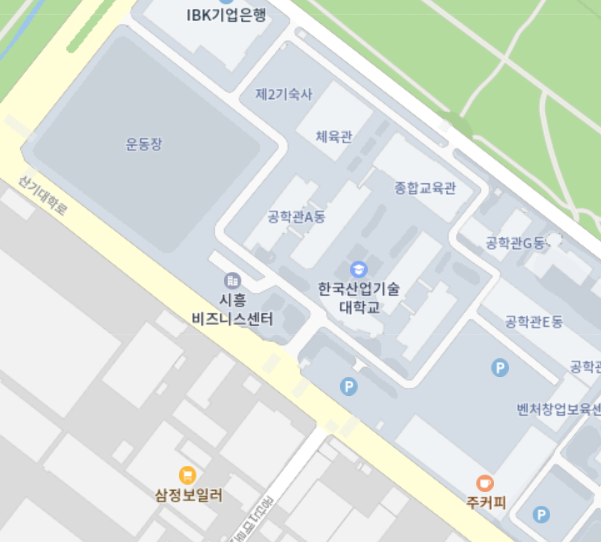 IBK기업은행
제2기숙사
체육관
운동장
종합교육관
산기대학로
공학관A동
공학관G동
한국산업기술
대학교
시흥
비즈니스센터
공학관E동
P
공학관
P
벤처창업보육센
삼정보일러
주커피
P